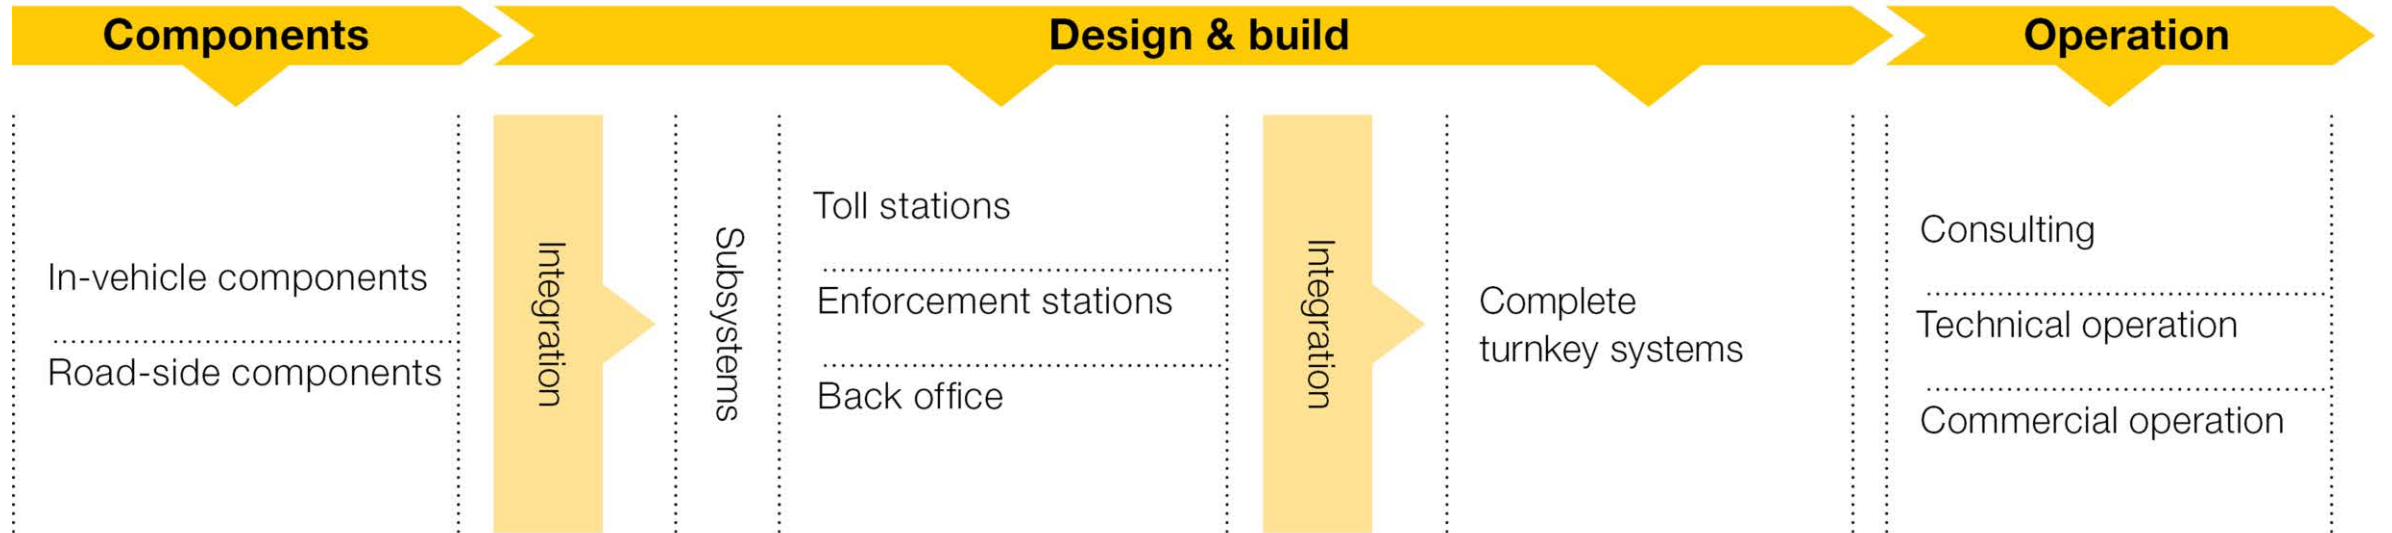 Components
Design & build
Operation
In-vehicle components
Road-side components
Integration
Subsystems
Toll stations
Enforcement stations
Back office
Integration
Complete
turnkey systems
Consulting
Technical operation
Commercial operation